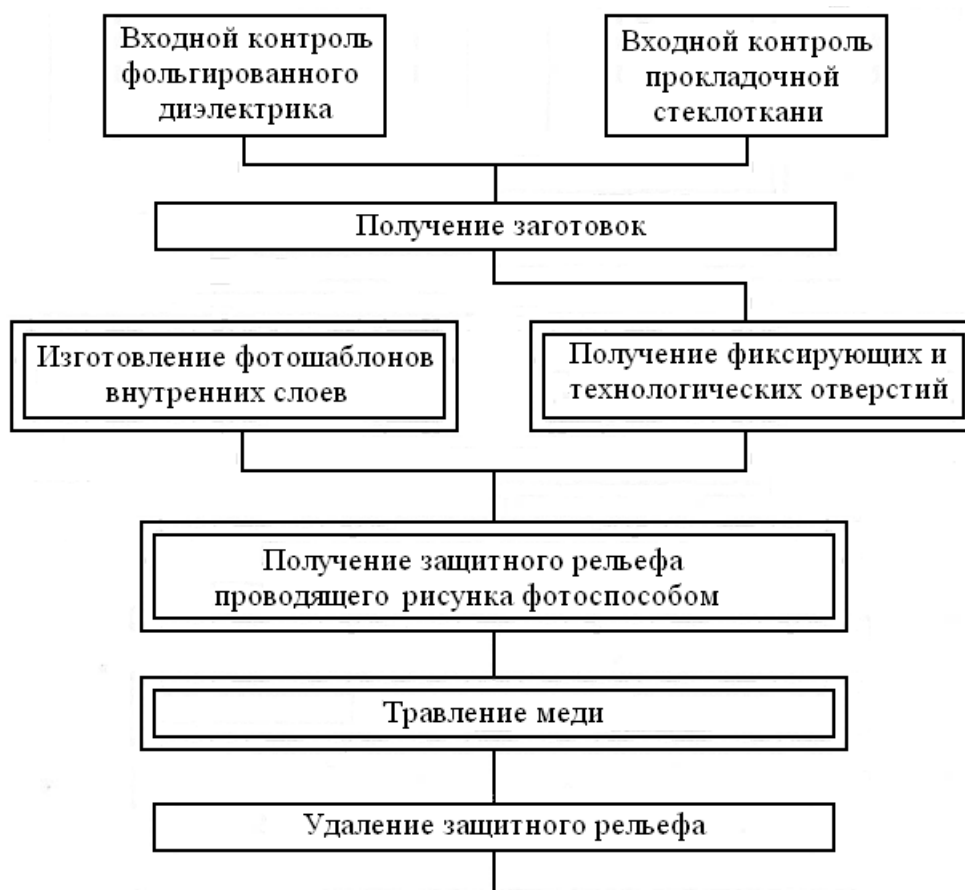 Входной контроль
фольгированного
диэлектрика
Входной контроль
прокладочной
стеклоткани
Получение заготовок
Изготовление фотошаблонов
внутренних слоев
Получение фиксирующих и
технологических отверстий
Получение защитного рельефа
проводящего рисунка фотоспособом
Травление меди
Удаление защитного рельефа